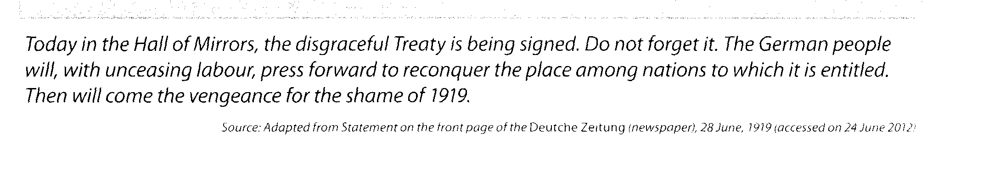 Today in the Hall of Mirrors, the disgraceful Treaty is being signed. Do not forget it. The German people
will, with unceasing labour, press forward to reconquer the place among nations to which it is entitled.
Then will come the vengeance for the shame of 1919.
Source: Adapted from Statement on the front page of the Deutche Zeitung (newspaper), 28 June, 1919 (accessed on 24 June 2012)